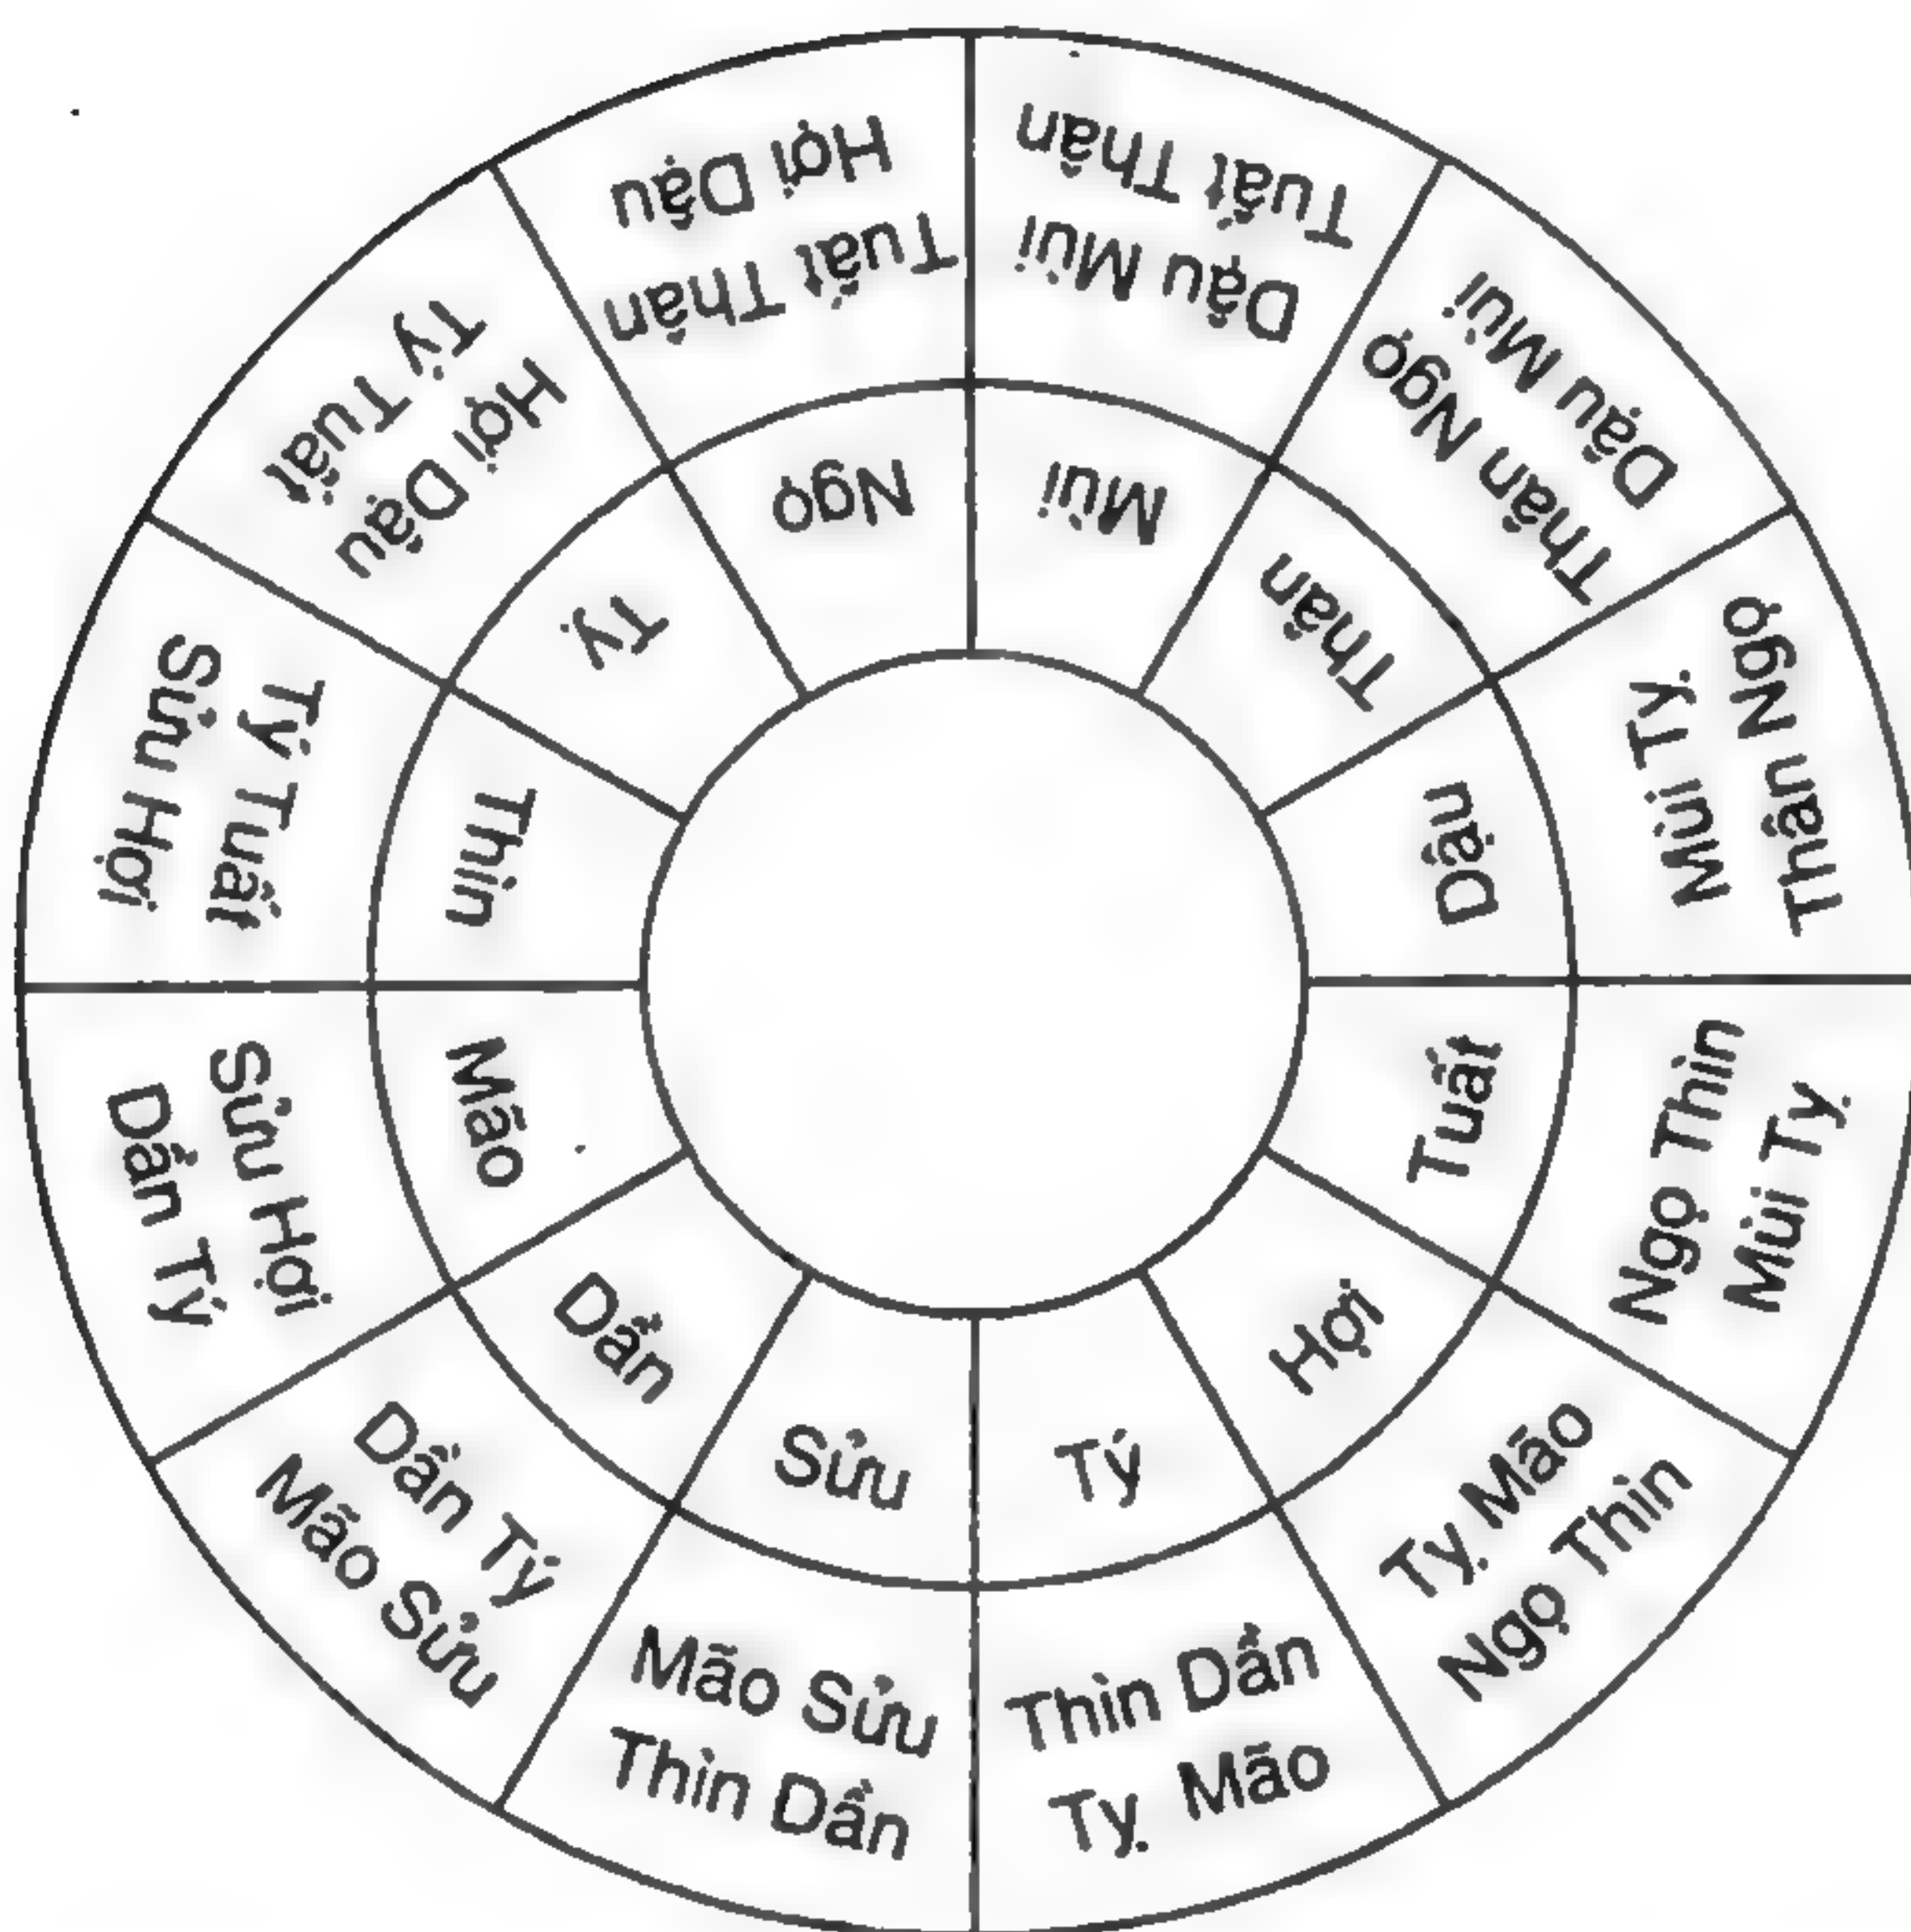 Tý
Thìn Dần
Tỵ Mão
Sửu
Mão Sửu
Thìn Dần
Dần
Dần Tý
Mão Sửu
Mão
Sửu Hợi
Dần Tý
Thìn
Tý Tuất
Sửu Hợi
Tỵ
Hợi Dậu
Tý Tuất
Ngọ
Tuất Thân
Hợi Dậu
Mùi
Dậu Mùi
Tuất Thân
Thân
Thân Ngọ
Dậu Mùi
Dậu
Mùi Tỵ
Thân Ngọ
Tuất
Ngọ Thìn
Mùi Tỵ
Hợi
Tỵ Mão
Ngọ Thìn